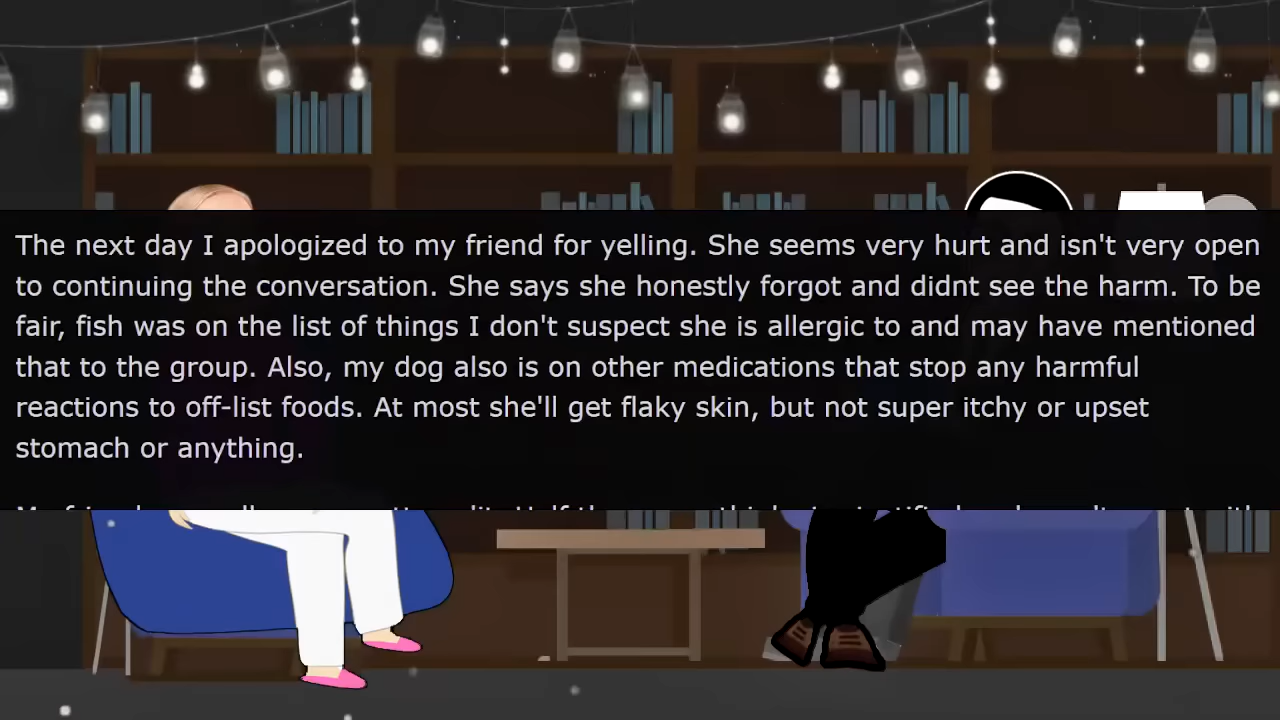 The next day I apologized to my friend for yelling. She seems very hurt and isn't very open
to continuing the conversation. She says she honestly forgot and didnt see the harm. To be
fair, fish was on the list of things I don't suspect she is allergic to and may have mentioned
that to the group. Also, my dog also is on other medications that stop any harmful
reactions to off-list foods. At most she'll get flaky skin, but not super itchy or upset
stomach or anything.